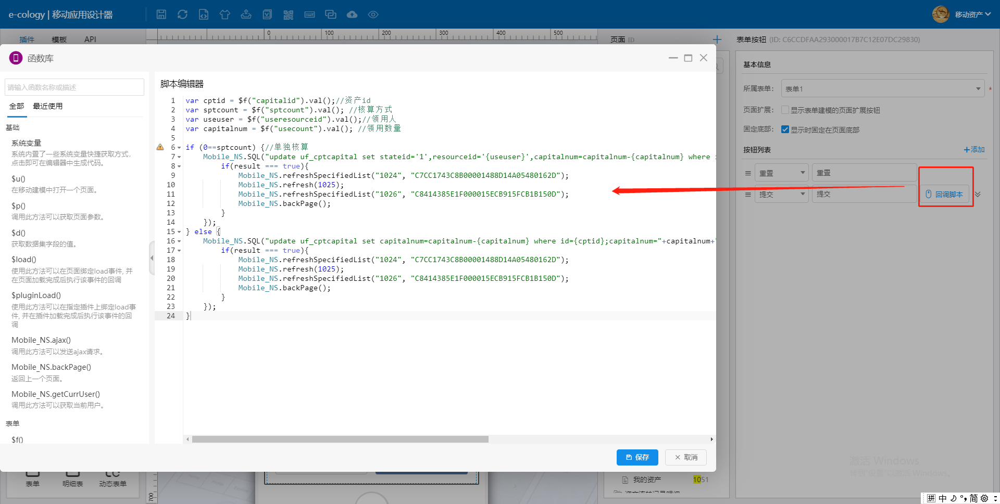 e-cology | 移动应用设计器
移动资产
插件 模板 API
0 100 200 300 400 500
页面 ID
表单按钮 (ID: C6CCDFAA293000017B7C12E07DC29830)
函数库
请输入函数名称或描述
全部 最近使用
基础
系统变量
系统内置了一些系统变量快捷获取方式,
点击即可在编辑器中生成代码。
$u()
在移动建模中打开一个页面。
$p()
调用此方法可以获取页面参数。
$d()
获取数据集字段的值。
$load()
使用此方法可以在页面绑定load事件, 并
在页面加载完成后执行该事件的回调
$pluginLoad()
使用此方法可以在指定插件上绑定load事
件, 并在插件加载完成后执行该事件的回
调
Mobile_NS.ajax()
调用此方法可以发送ajax请求。
Mobile_NS.backPage()
返回上一个页面。
Mobile_NS.getCurrUser()
调用此方法可以获取当前用户。
表单
$f()
脚本编辑器
1 var cptid = $f("capitalid").val();//资产id
2 var sptcount = $f("sptcount").val(); //核算方式
3 var useuser = $f("useresourceid").val();//领用人
4 var capitalnum = $f("usecount").val(); //领用数量
5
6 if (0==sptcount) {//单独核算
7 Mobile_NS.SQL("update uf_cptcapital set stateid='1',resourceid='{useuser}',capitalnum=capitalnum-{capitalnum} where
8 if(result === true){
9 Mobile_NS.refreshSpecifiedList("1024", "C7CC1743C8B00001488D14A05480162D");
10 Mobile_NS.refresh(1025);
11 Mobile_NS.refreshSpecifiedList("1026", "C8414385E1F000015ECB915FCB1B150D");
12 Mobile_NS.backPage();
13 }
14 });
15 } else {
16 Mobile_NS.SQL("update uf_cptcapital set capitalnum=capitalnum-{capitalnum} where id={cptid};capitalnum="+capitalnum+"
17 if(result === true){
18 Mobile_NS.refreshSpecifiedList("1024", "C7CC1743C8B00001488D14A05480162D");
19 Mobile_NS.refresh(1025);
20 Mobile_NS.refreshSpecifiedList("1026", "C8414385E1F000015ECB915FCB1B150D");
21 Mobile_NS.backPage();
22 }
23 });
24 }
保存 取消
基本信息
所属表单: 表单1 *
页面扩展: 显示表单建模的页面扩展按钮
固定底部: 显示时固定在页面底部
按钮列表 添加
重置 重置
提交 提交 回调脚本
表单 明细表 动态表单
700
我的资产 1051
激活 Windows
转到"设置"以激活 Windows。
拼 中 简